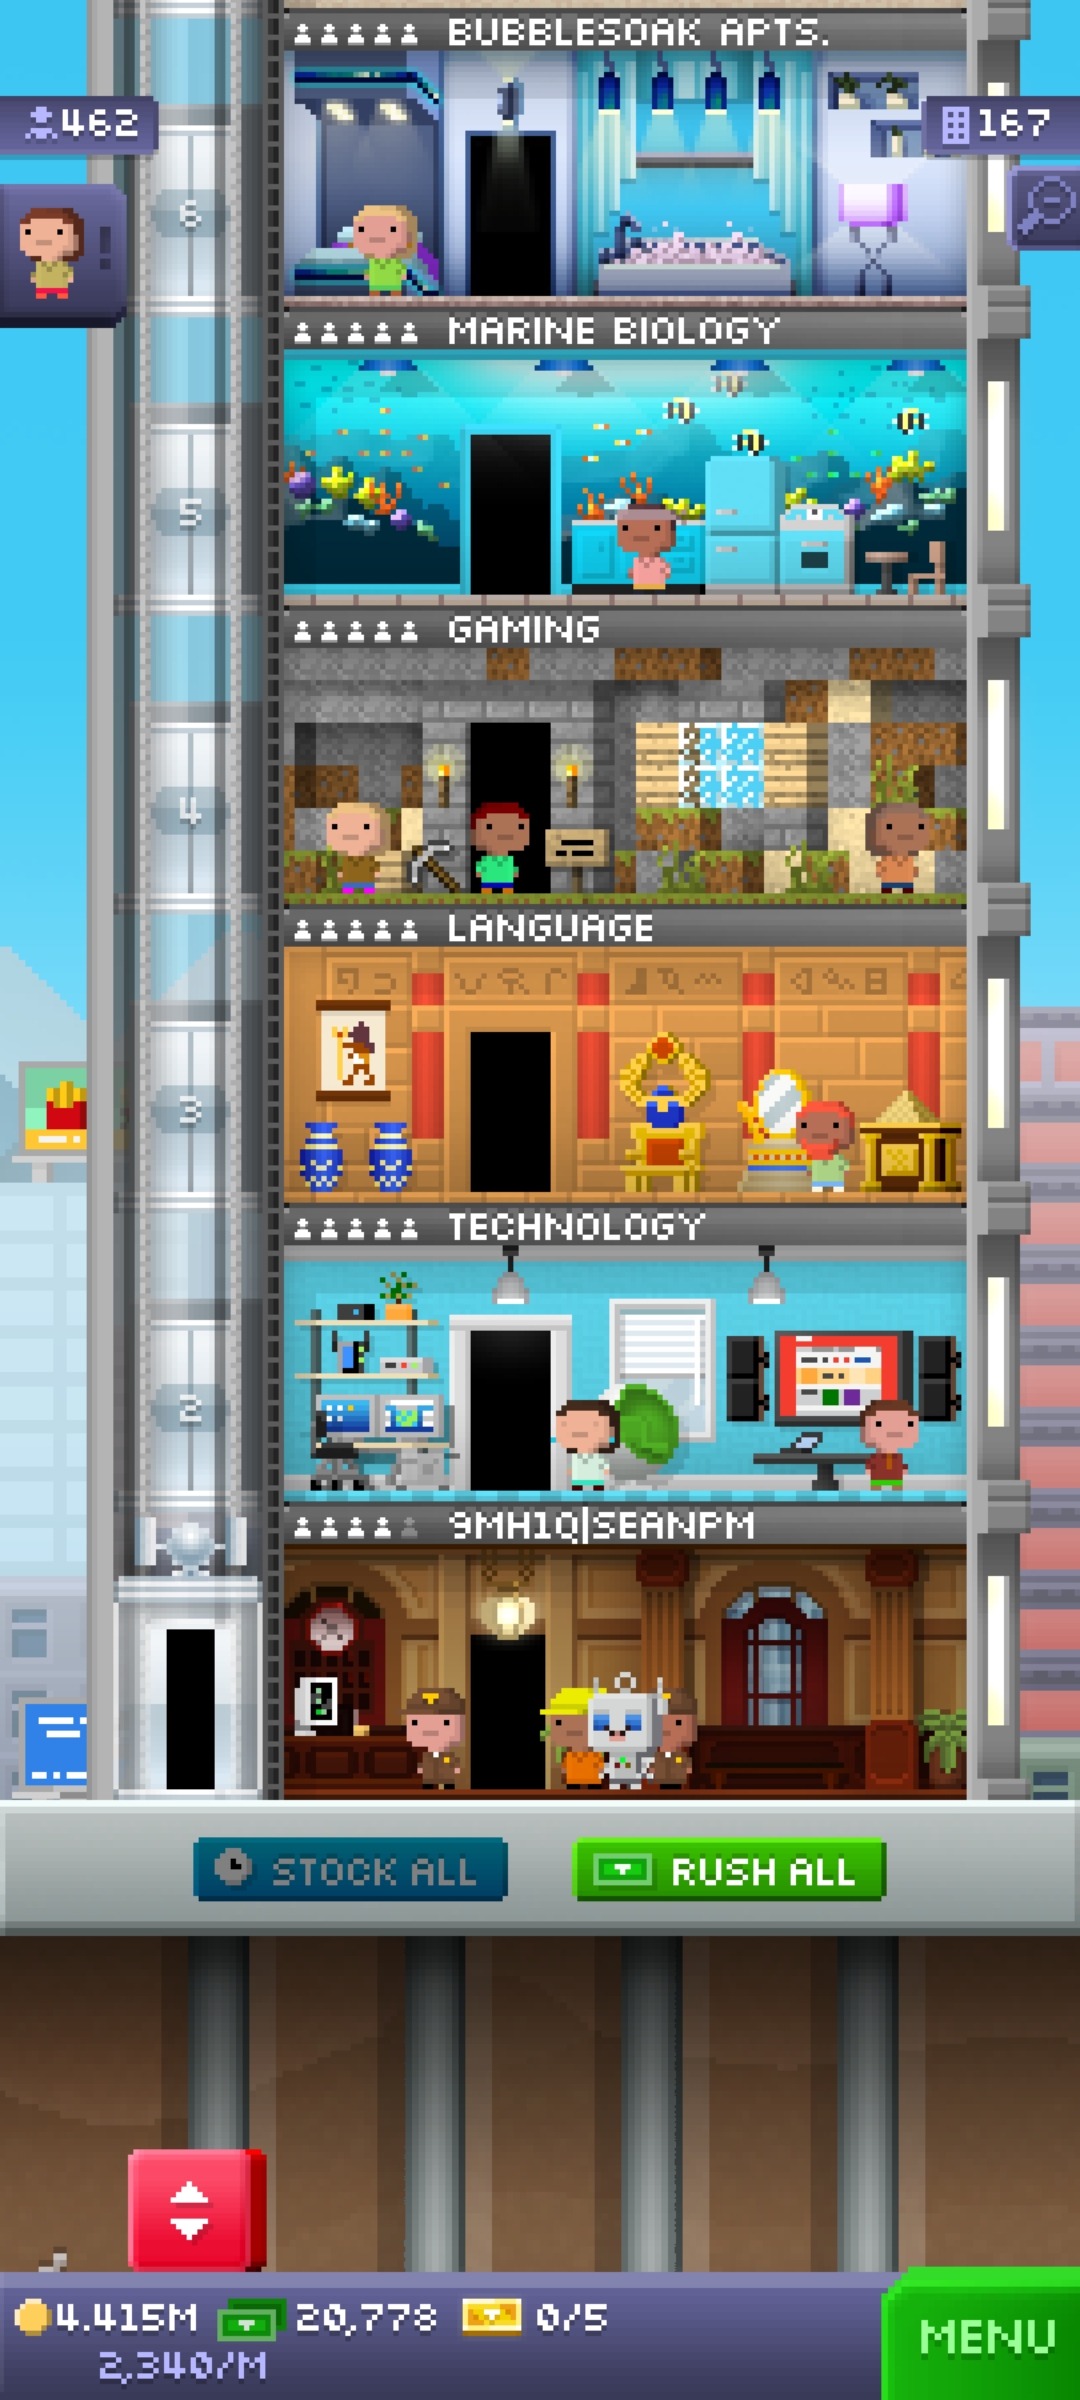 BUBBLESOAK APTS.
462
167
6
MARINE BIOLOGY
5
GAMING
4
LANGUAGE
3
TECHNOLOGY
2
9MH1Q|SEANPM
STOCK ALL
RUSH ALL
4.415M
20,778
0/5
2,340/M
MENU